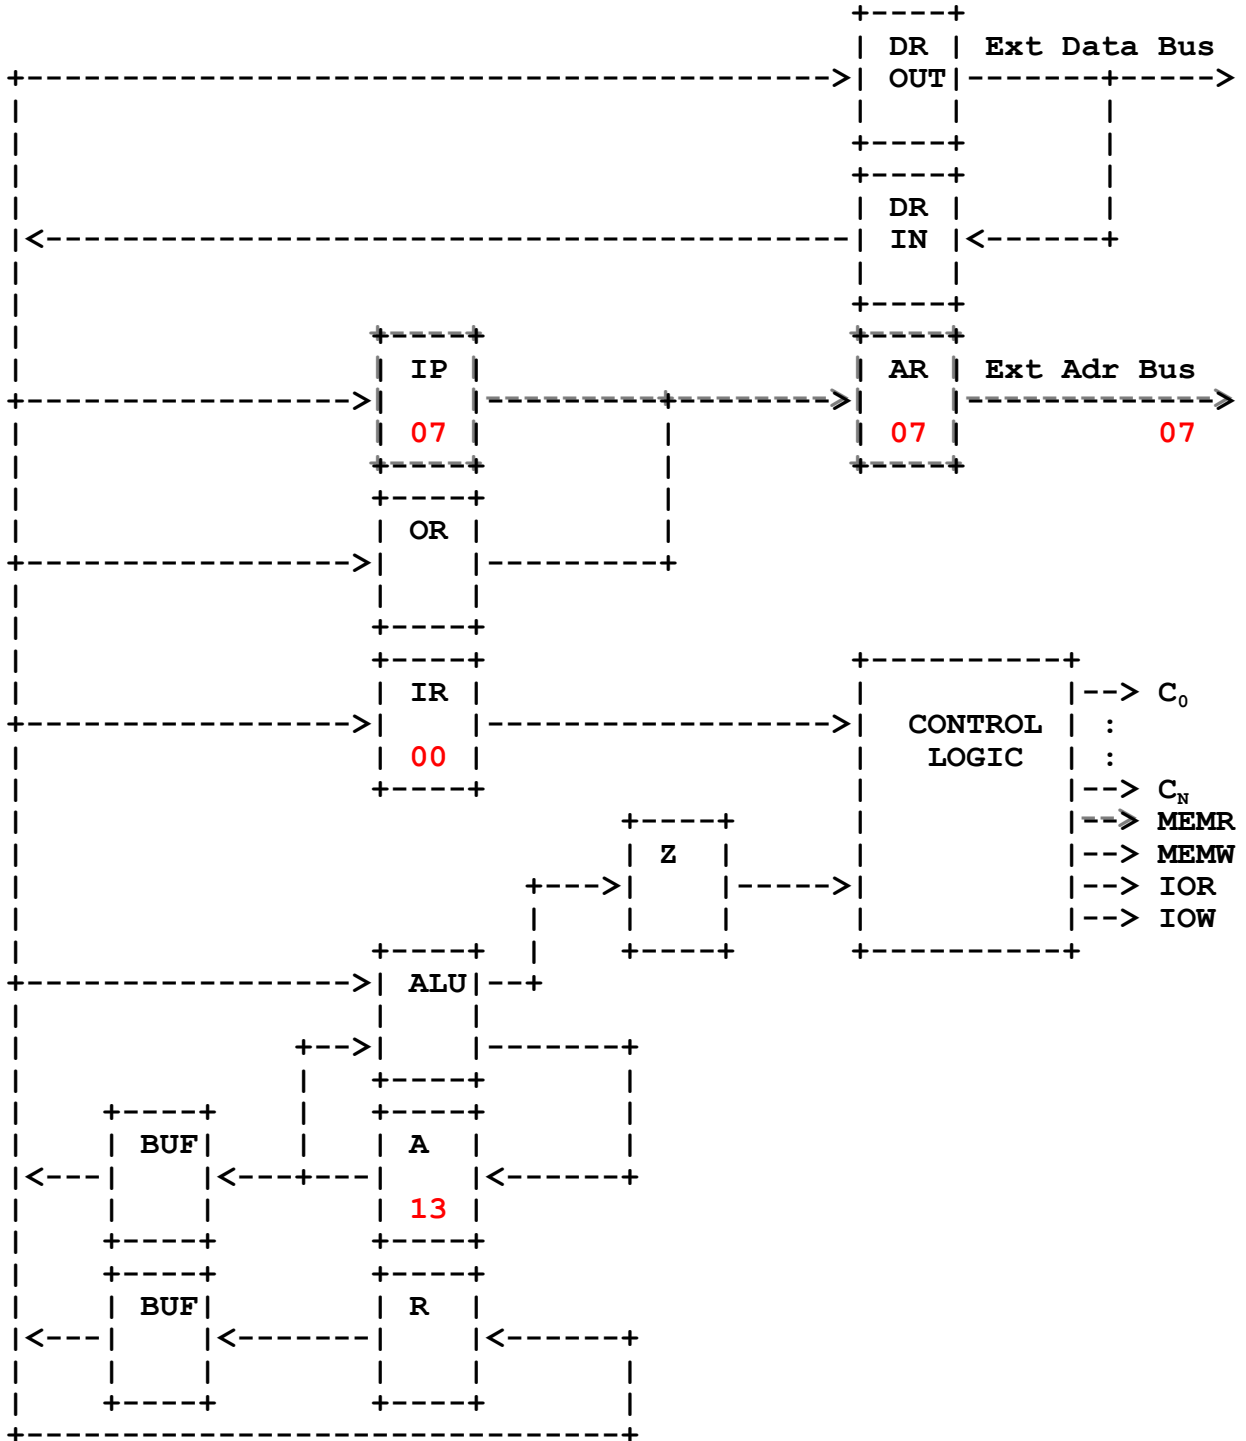 DR Ext Data Bus
OUT
DR
IN
IP AR Ext Adr Bus
07 07 07
OR
IR C₀
CONTROL :
00 LOGIC :
C_N
MEMR
Z MEMW
IOR
IOW
ALU
BUF A
13
BUF R